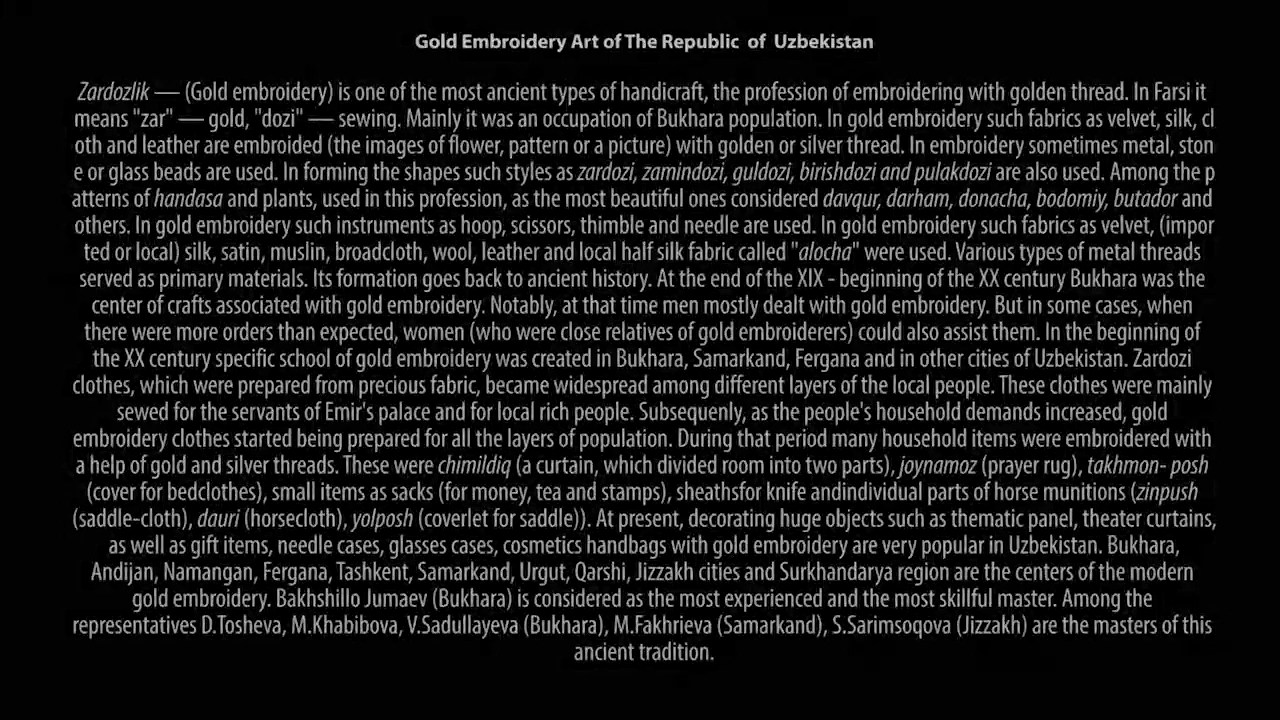 Gold Embroidery Art of The Republic of Uzbekistan
Zardozlik — (Gold embroidery) is one of the most ancient types of handicraft, the profession of embroidering with golden thread. In Farsi it
means "zar" — gold, "dozi" — sewing. Mainly it was an occupation of Bukhara population. In gold embroidery such fabrics as velvet, silk, cl
oth and leather are embroided (the images of flower, pattern or a picture) with golden or silver thread. In embroidery sometimes metal, ston
e or glass beads are used. In forming the shapes such styles as zardozi, zamindozi, guldozi, birishdozi and pulakdozi are also used. Among the p
atterns of handasa and plants, used in this profession, as the most beautiful ones considered davqur, darham, donacha, bodomiy, butador and
others. In gold embroidery such instruments as hoop, scissors, thimble and needle are used. In gold embroidery such fabrics as velvet, (impor
ted or local) silk, satin, muslin, broadcloth, wool, leather and local half silk fabric called "alocha" were used. Various types of metal threads
served as primary materials. Its formation goes back to ancient history. At the end of the XIX - beginning of the XX century Bukhara was the
center of crafts associated with gold embroidery. Notably, at that time men mostly dealt with gold embroidery. But in some cases, when
there were more orders than expected, women (who were close relatives of gold embroiderers) could also assist them. In the beginning of
the XX century specific school of gold embroidery was created in Bukhara, Samarkand, Fergana and in other cities of Uzbekistan. Zardozi
clothes, which were prepared from precious fabric, became widespread among different layers of the local people. These clothes were mainly
sewed for the servants of Emir's palace and for local rich people. Subsequenly, as the people's household demands increased, gold
embroidery clothes started being prepared for all the layers of population. During that period many household items were embroidered with
a help of gold and silver threads. These were chimildiq (a curtain, which divided room into two parts), joynamoz (prayer rug), takhmon- posh
(cover for bedclothes), small items as sacks (for money, tea and stamps), sheathsfor knife andindividual parts of horse munitions (zinpush
(saddle-cloth), dauri (horsecloth), yolposh (coverlet for saddle)). At present, decorating huge objects such as thematic panel, theater curtains,
as well as gift items, needle cases, glasses cases, cosmetics handbags with gold embroidery are very popular in Uzbekistan. Bukhara,
Andijan, Namangan, Fergana, Tashkent, Samarkand, Urgut, Qarshi, Jizzakh cities and Surkhandarya region are the centers of the modern
gold embroidery. Bakhshillo Jumaev (Bukhara) is considered as the most experienced and the most skillful master. Among the
representatives D.Tosheva, M.Khabibova, V.Sadullayeva (Bukhara), M.Fakhrieva (Samarkand), S.Sarimsoqova (Jizzakh) are the masters of this
ancient tradition.